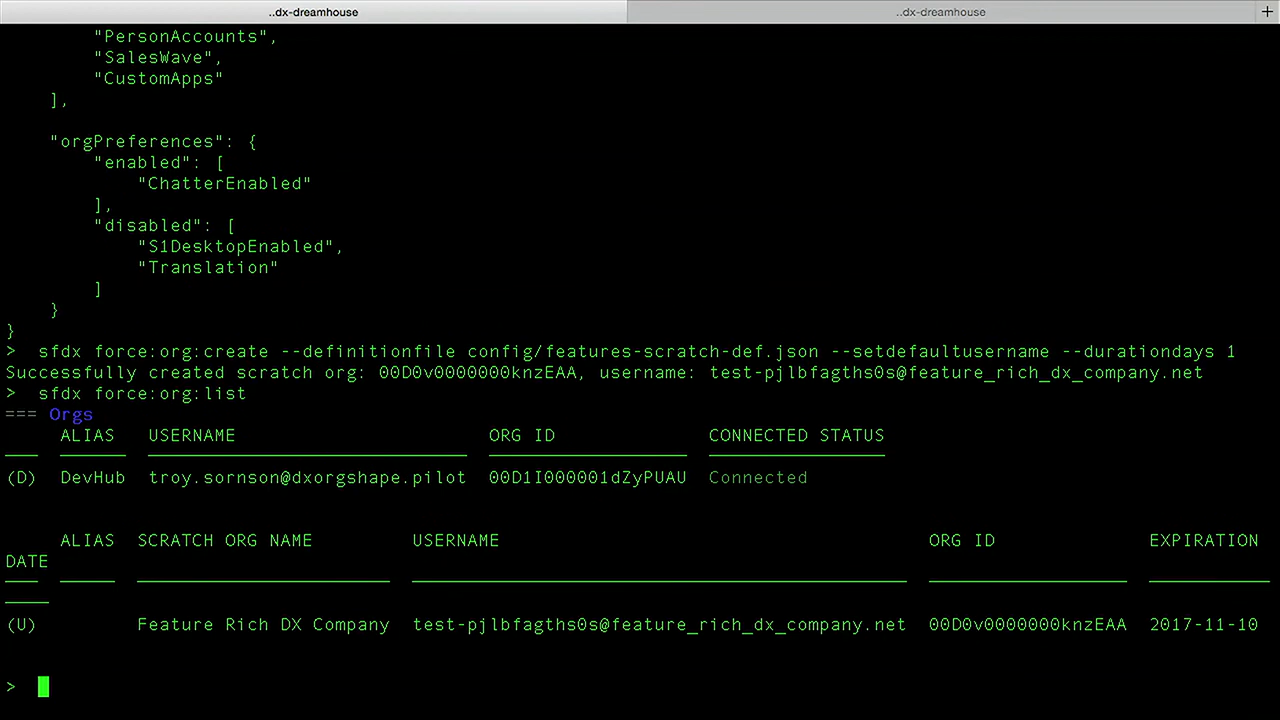 ..dx-dreamhouse
..dx-dreamhouse
+
"PersonAccounts",
"SalesWave",
"CustomApps"
],
"orgPreferences": {
"enabled": [
"ChatterEnabled"
],
"disabled": [
"S1DesktopEnabled",
"Translation"
]
}
}
> sfdx force:org:create --definitionfile config/features-scratch-def.json --setdefaultusername --durationdays 1
Successfully created scratch org: 00D0v0000000knzEAA, username: test-pjlbfagths0s@feature_rich_dx_company.net
> sfdx force:org:list
=== Orgs
ALIAS USERNAME ORG ID CONNECTED STATUS
(D) DevHub troy.sornson@dxorgshape.pilot 00D1I000001dZyPUAU Connected
ALIAS SCRATCH ORG NAME USERNAME ORG ID EXPIRATION
DATE
(U) Feature Rich DX Company test-pjlbfagths0s@feature_rich_dx_company.net 00D0v0000000knzEAA 2017-11-10
>